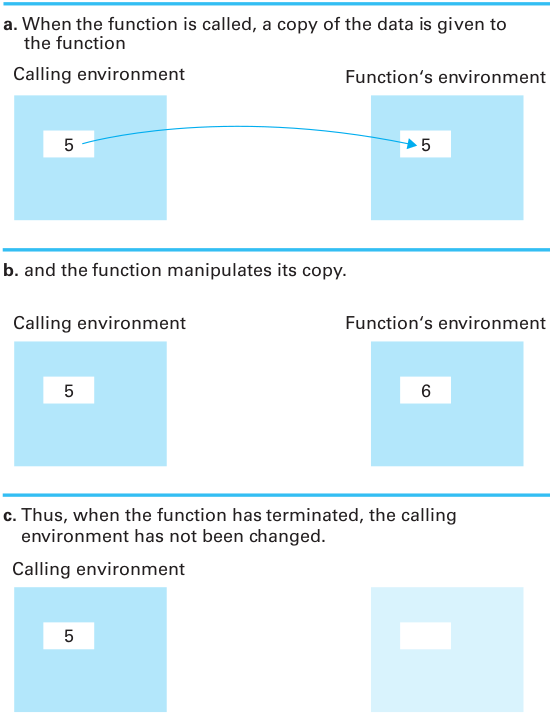 a. When the function is called, a copy of the data is given to
the function
Calling environment
Function‘s environment
5
5
b. and the function manipulates its copy.
Calling environment
Function‘s environment
5
6
c. Thus, when the function has terminated, the calling
environment has not been changed.
Calling environment
5